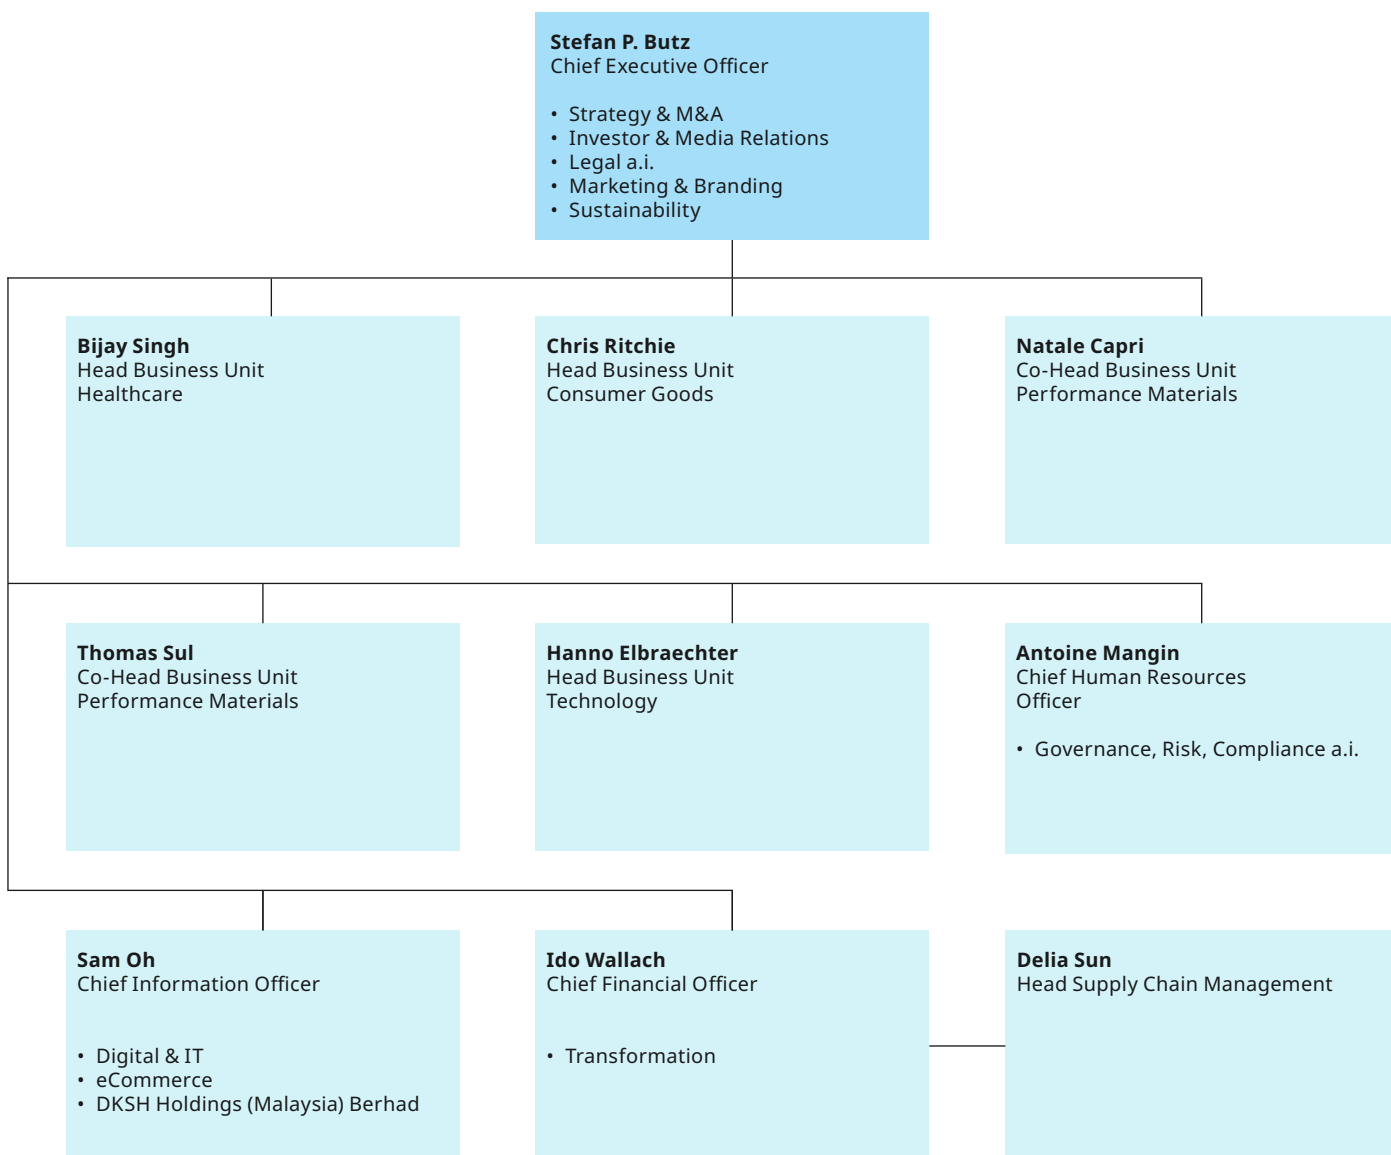 Stefan P. Butz
Chief Executive Officer
• Strategy & M&A
• Investor & Media Relations
• Legal a.i.
• Marketing & Branding
• Sustainability
Bijay Singh
Head Business Unit
Healthcare
Chris Ritchie
Head Business Unit
Consumer Goods
Natale Capri
Co-Head Business Unit
Performance Materials
Thomas Sul
Co-Head Business Unit
Performance Materials
Hanno Elbraechter
Head Business Unit
Technology
Antoine Mangin
Chief Human Resources
Officer
• Governance, Risk, Compliance a.i.
Sam Oh
Chief Information Officer
• Digital & IT
• eCommerce
• DKSH Holdings (Malaysia) Berhad
Ido Wallach
Chief Financial Officer
• Transformation
Delia Sun
Head Supply Chain Management